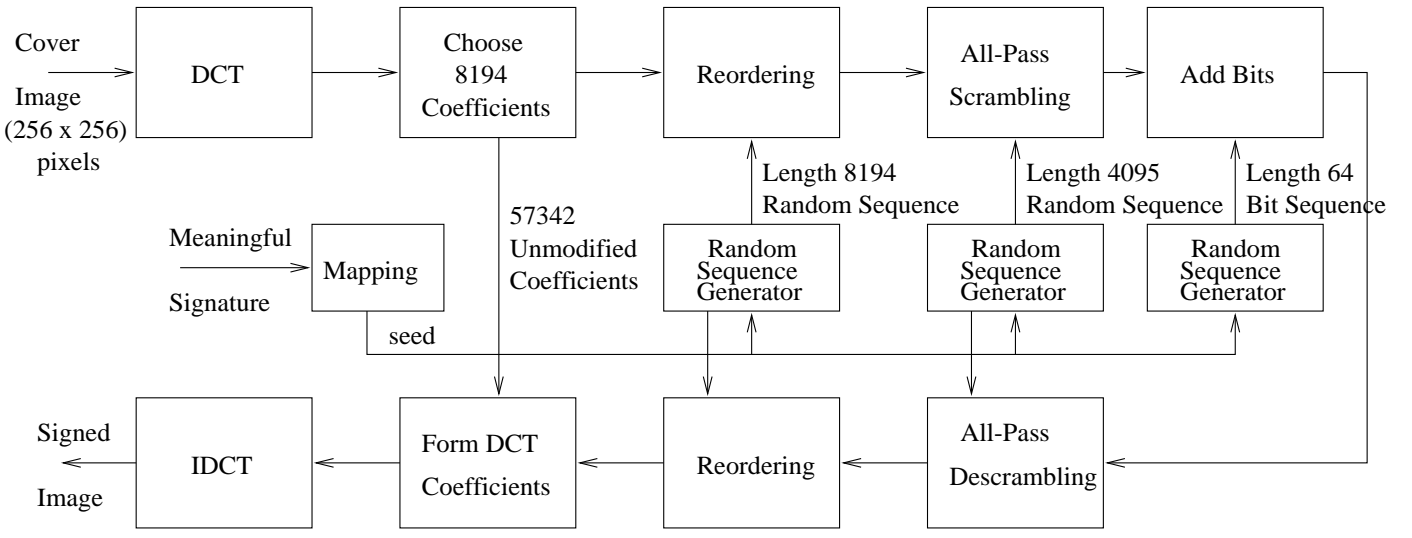 Cover
Image
(256 x 256)
pixels
DCT
Choose
8194
Coefficients
Reordering
All-Pass
Scrambling
Add Bits
Length 8194
Random Sequence
Length 4095
Random Sequence
Length 64
Bit Sequence
57342
Unmodified
Coefficients
Meaningful
Signature
Mapping
seed
Random
Sequence
Generator
Random
Sequence
Generator
Random
Sequence
Generator
Signed
Image
IDCT
Form DCT
Coefficients
Reordering
All-Pass
Descrambling